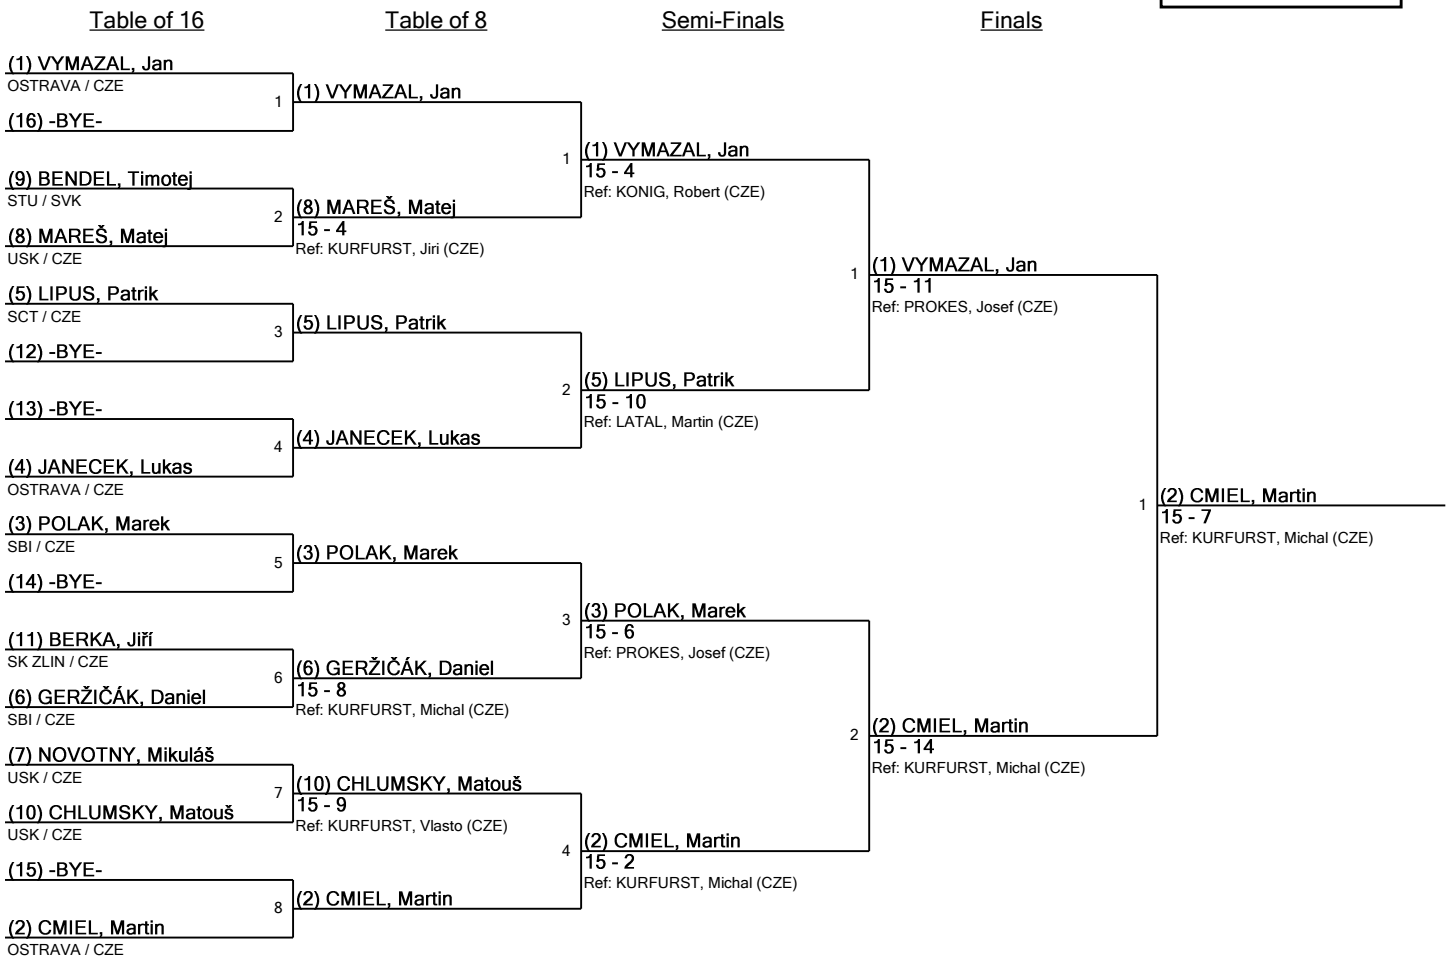 Table of 16
Table of 8
Semi-Finals
Finals
(1) VYMAZAL, Jan
OSTRAVA / CZE
1
(16) -BYE-
(9) BENDEL, Timotej
STU / SVK
2
(8) MAREŠ, Matej
USK / CZE
(5) LIPUS, Patrik
SCT / CZE
3
(12) -BYE-
(13) -BYE-
4
(4) JANECEK, Lukas
OSTRAVA / CZE
(3) POLAK, Marek
SBI / CZE
5
(14) -BYE-
(11) BERKA, Jiří
SK ZLIN / CZE
6
(6) GERŽIČÁK, Daniel
SBI / CZE
(7) NOVOTNY, Mikuláš
USK / CZE
7
(10) CHLUMSKY, Matouš
USK / CZE
(15) -BYE-
8
(2) CMIEL, Martin
OSTRAVA / CZE
(1) VYMAZAL, Jan
1
(8) MAREŠ, Matej
15 - 4
Ref: KURFURST, Jiri (CZE)
(5) LIPUS, Patrik
2
(4) JANECEK, Lukas
(3) POLAK, Marek
3
(6) GERŽIČÁK, Daniel
15 - 8
Ref: KURFURST, Michal (CZE)
(10) CHLUMSKY, Matouš
15 - 9
Ref: KURFURST, Vlasto (CZE)
4
(2) CMIEL, Martin
(1) VYMAZAL, Jan
15 - 4
Ref: KONIG, Robert (CZE)
1
(5) LIPUS, Patrik
15 - 10
Ref: LATAL, Martin (CZE)
(3) POLAK, Marek
15 - 6
Ref: PROKES, Josef (CZE)
2
(2) CMIEL, Martin
15 - 2
Ref: KURFURST, Michal (CZE)
(1) VYMAZAL, Jan
15 - 11
Ref: PROKES, Josef (CZE)
1
(2) CMIEL, Martin
15 - 14
Ref: KURFURST, Michal (CZE)
(2) CMIEL, Martin
15 - 7
Ref: KURFURST, Michal (CZE)